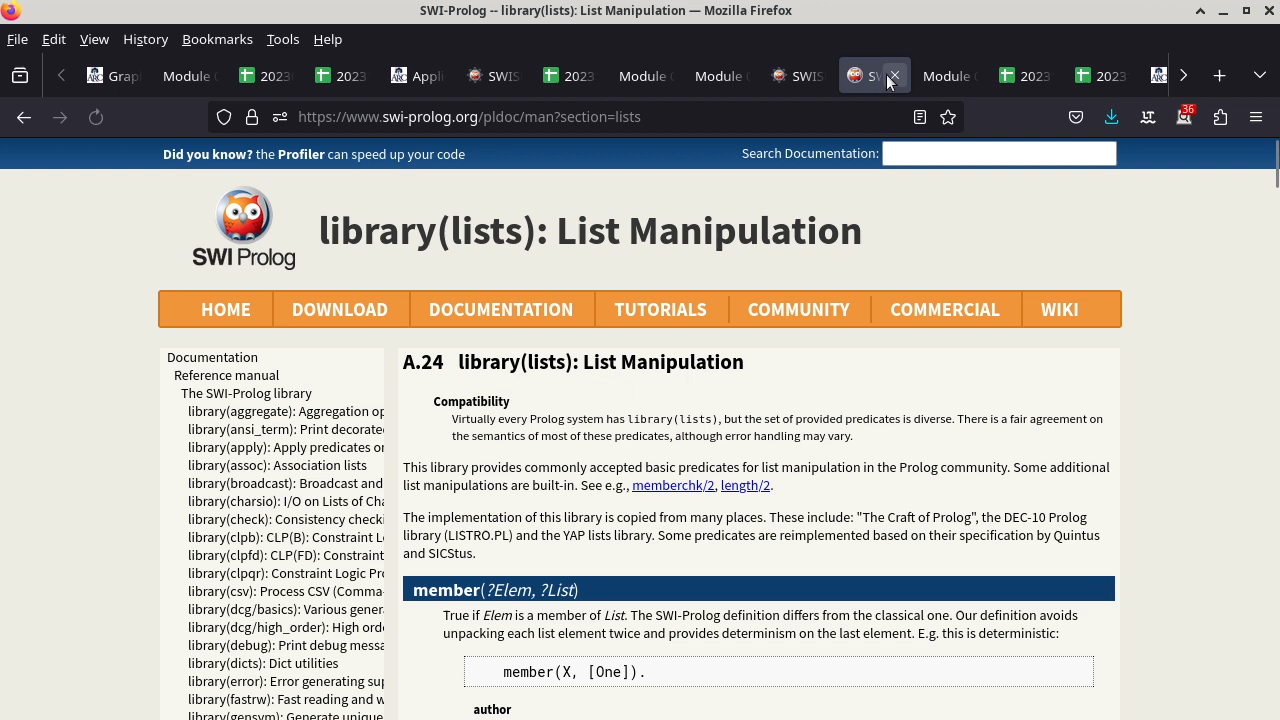 SWI-Prolog -- library(lists): List Manipulation — Mozilla Firefox
File Edit View History Bookmarks Tools Help
Grap Module 2023 2023 Appli SWIS 2023 Module Module SWIS SW Module 2023 2023
https://www.swi-prolog.org/pldoc/man?section=lists
36
Did you know? the Profiler can speed up your code
Search Documentation:
SWI Prolog
library(lists): List Manipulation
HOME DOWNLOAD DOCUMENTATION TUTORIALS COMMUNITY COMMERCIAL WIKI
Documentation
Reference manual
The SWI-Prolog library
library(aggregate): Aggregation op
library(ansi_term): Print decorate
library(apply): Apply predicates or
library(assoc): Association lists
library(broadcast): Broadcast and
library(charsio): I/O on Lists of Cha
library(check): Consistency checki
library(clpb): CLP(B): Constraint L
library(clpfd): CLP(FD): Constraint
library(clpqr): Constraint Logic Pro
library(csv): Process CSV (Comma-
library(dcg/basics): Various gener
library(dcg/high_order): High orde
library(debug): Print debug messa
library(dicts): Dict utilities
library(error): Error generating sup
library(fastrw): Fast reading and w
library(gensym): Generate unique
A.24 library(lists): List Manipulation
Compatibility
Virtually every Prolog system has library(lists), but the set of provided predicates is diverse. There is a fair agreement on
the semantics of most of these predicates, although error handling may vary.
This library provides commonly accepted basic predicates for list manipulation in the Prolog community. Some additional
list manipulations are built-in. See e.g., memberchk/2, length/2.
The implementation of this library is copied from many places. These include: "The Craft of Prolog", the DEC-10 Prolog
library (LISTRO.PL) and the YAP lists library. Some predicates are reimplemented based on their specification by Quintus
and SICStus.
member(?Elem, ?List)
True if Elem is a member of List. The SWI-Prolog definition differs from the classical one. Our definition avoids
unpacking each list element twice and provides determinism on the last element. E.g. this is deterministic:
member(X, [One]).
author